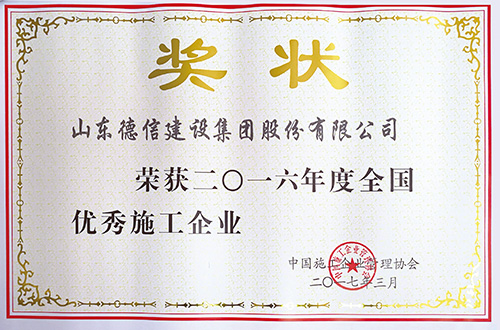 奖状
山东德信建设集团股份有限公司
荣获二〇一六年度全国
优秀施工企业
中国施工企业管理协会
二〇一七年三月